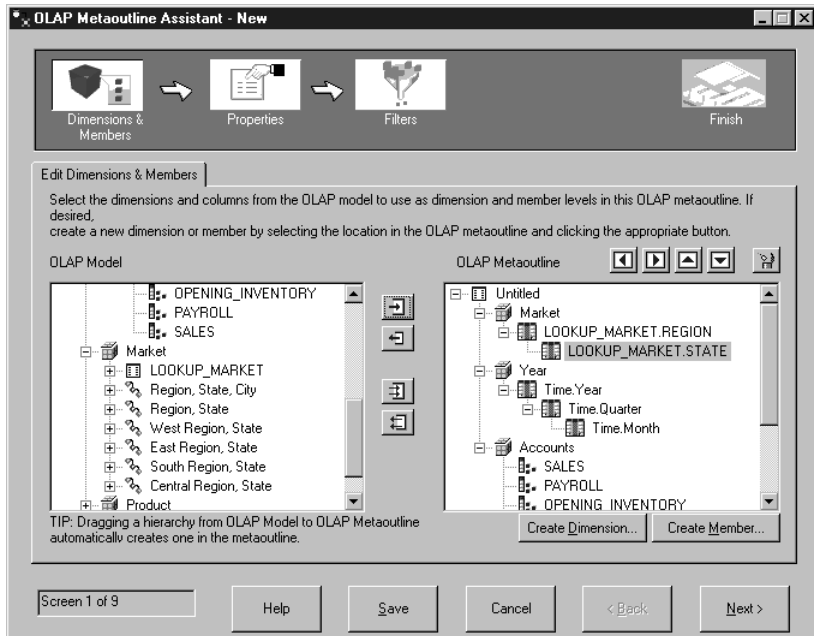 OLAP Metaoutline Assistant - New
Dimensions &
Members
Properties
Filters
Finish
Edit Dimensions & Members
Select the dimensions and columns from the OLAP model to use as dimension and member levels in this OLAP metaoutline. If
desired,
create a new dimension or member by selecting the location in the OLAP metaoutline and clicking the appropriate button.
OLAP Model
OPENING_INVENTORY
PAYROLL
SALES
Market
LOOKUP_MARKET
Region, State, City
Region, State
West Region, State
East Region, State
South Region, State
Central Region, State
Product
TIP: Dragging a hierarchy from OLAP Model to OLAP Metaoutline
automatically creates one in the metaoutline.
OLAP Metaoutline
Untitled
Market
LOOKUP_MARKET.REGION
LOOKUP_MARKET.STATE
Year
Time.Year
Time.Quarter
Time.Month
Accounts
SALES
PAYROLL
OPENING_INVENTORY
Create Dimension...
Create Member...
Screen 1 of 9
Help
Save
Cancel
< Back
Next >